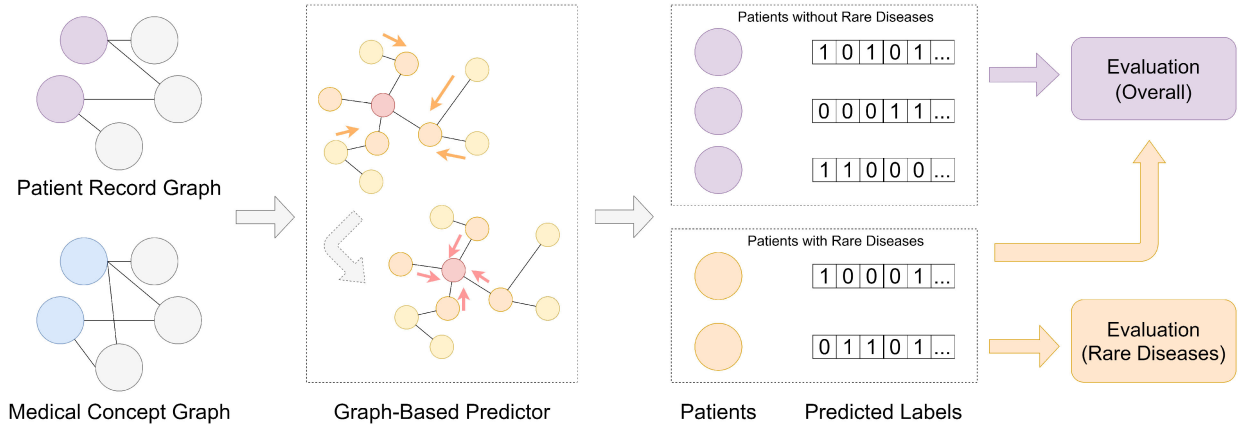 Patient Record Graph
Medical Concept Graph
Graph-Based Predictor
Patients without Rare Diseases
1 0 1 0 1 ...
0 0 0 1 1 ...
1 1 0 0 0 ...
Patients with Rare Diseases
1 0 0 0 1 ...
0 1 1 0 1 ...
Patients
Predicted Labels
Evaluation
(Overall)
Evaluation
(Rare Diseases)